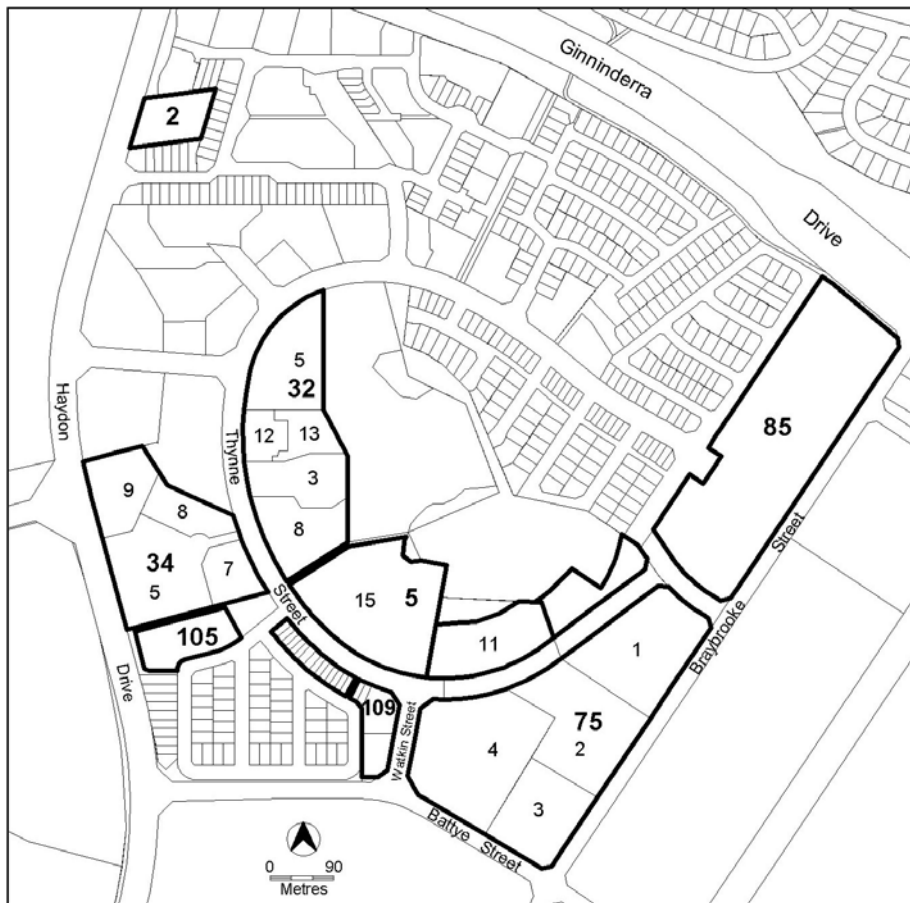 Ginninderra
Drive
2
5
32
12
13
3
8
Haydon
Thynne
9
8
34
5
7
105
Street
15
5
11
85
Street
Braybrooke
1
75
2
4
3
109
Watkin Street
Drive
Battye Street
0 90
Metres